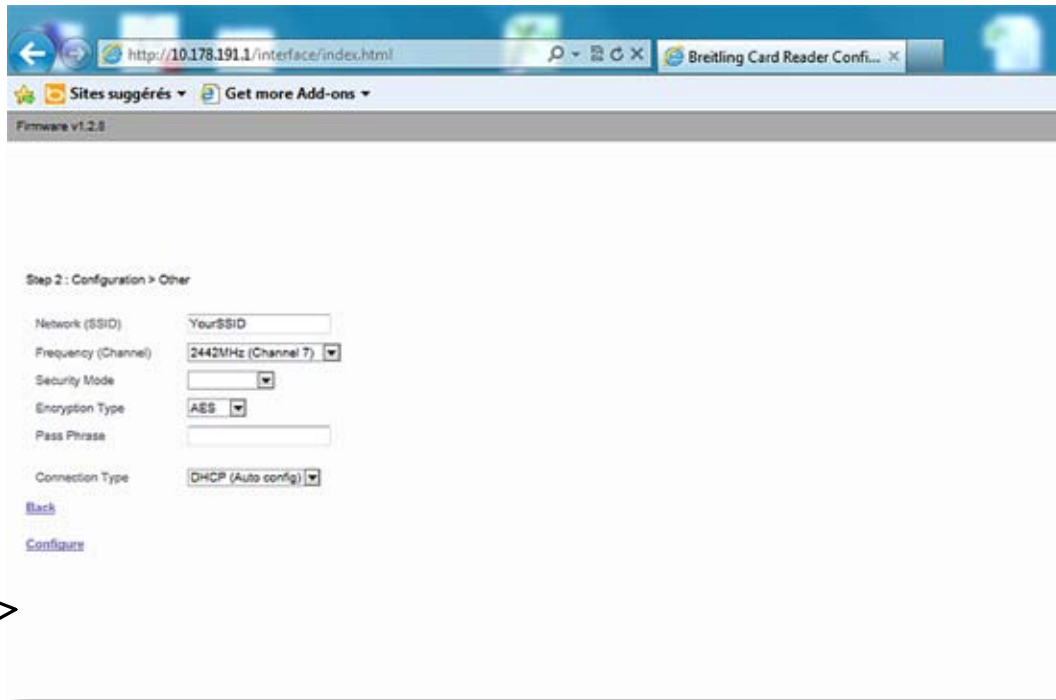 http://10.178.191.1/interface/index.html
Breitling Card Reader Confi...
Sites suggérés Get more Add-ons
Firmware v1.2.8
Step 2 : Configuration > Other
Network (SSID) YourSSID
Frequency (Channel) 2442MHz (Channel 7)
Security Mode
Encryption Type AES
Pass Phrase
Connection Type DHCP (Auto config)
Back
Configure
>